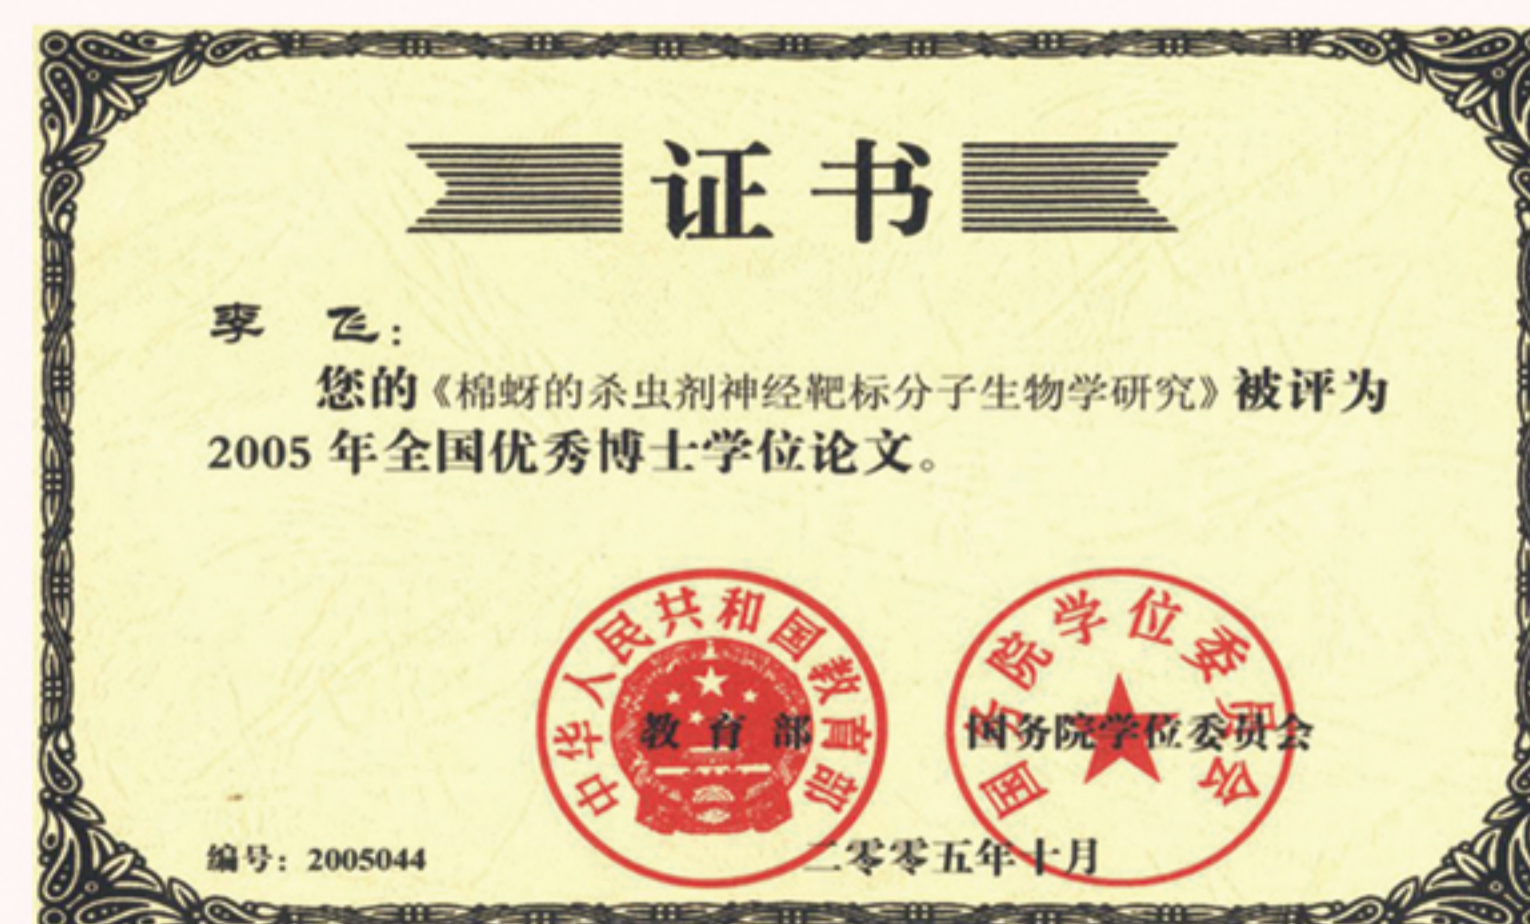 证书
李 飞：
您的《棉蚜的杀虫剂神经靶标分子生物学研究》被评为
2005 年全国优秀博士学位论文。
中华人民共和国教育部
教育部
国务院学位委员会
国务院学位委员会
编号：2005044
二零零五年十月